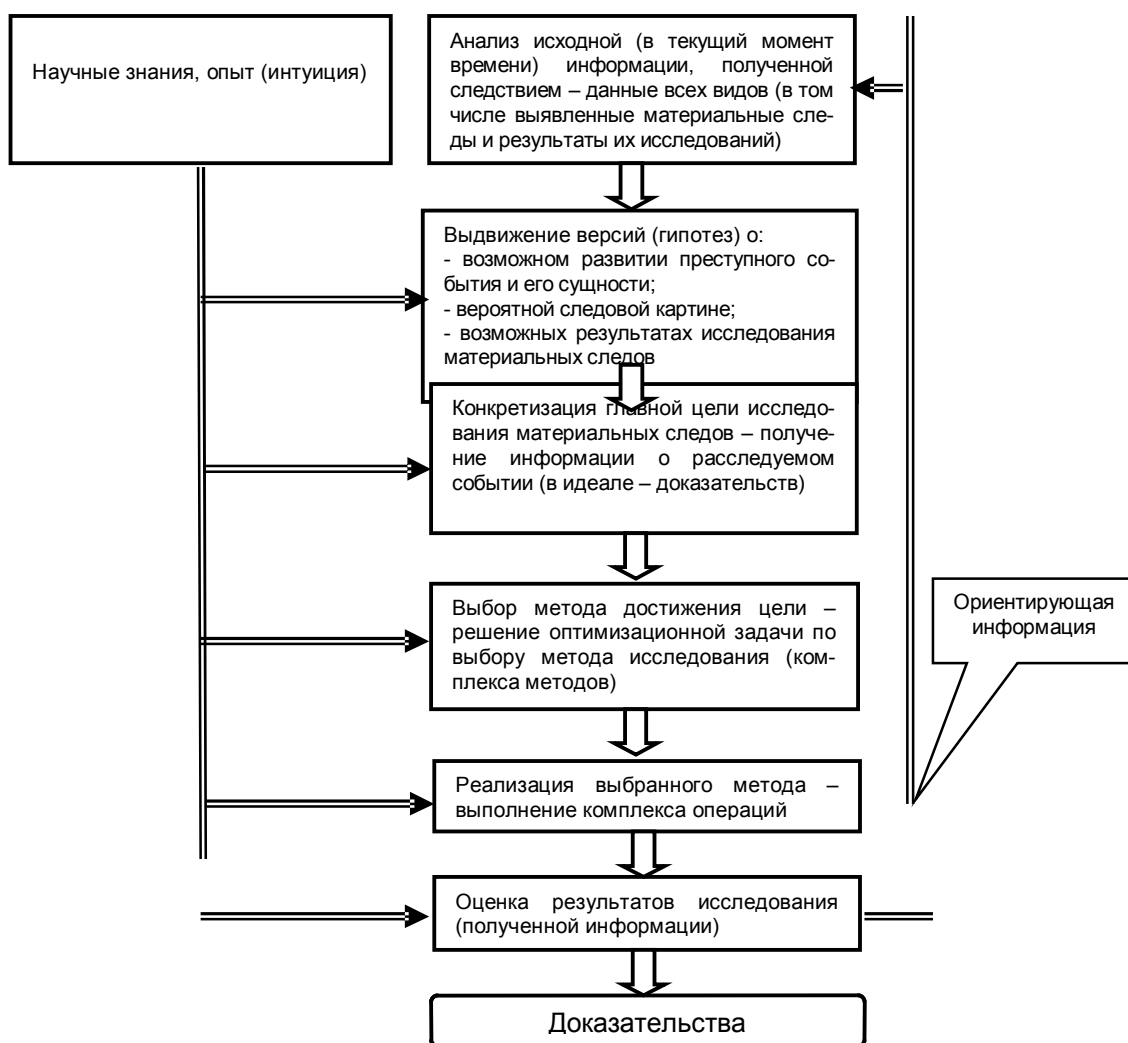 Научные знания, опыт (интуиция)
Анализ исходной (в текущий момент
времени) информации, полученной
следствием – данные всех видов (в том
числе выявленные материальные сле-
ды и результаты их исследований)
Выдвижение версий (гипотез) о:
- возможном развитии преступного со-
бытия и его сущности;
- вероятной следовой картине;
- возможных результатах исследования
материальных следов
Конкретизация главной цели исследо-
вания материальных следов – получе-
ние информации о расследуемом
событии (в идеале – доказательств)
Выбор метода достижения цели –
решение оптимизационной задачи по
выбору метода исследования (ком-
плекса методов)
Ориентирующая
информация
Реализация выбранного метода –
выполнение комплекса операций
Оценка результатов исследования
(полученной информации)
Доказательства